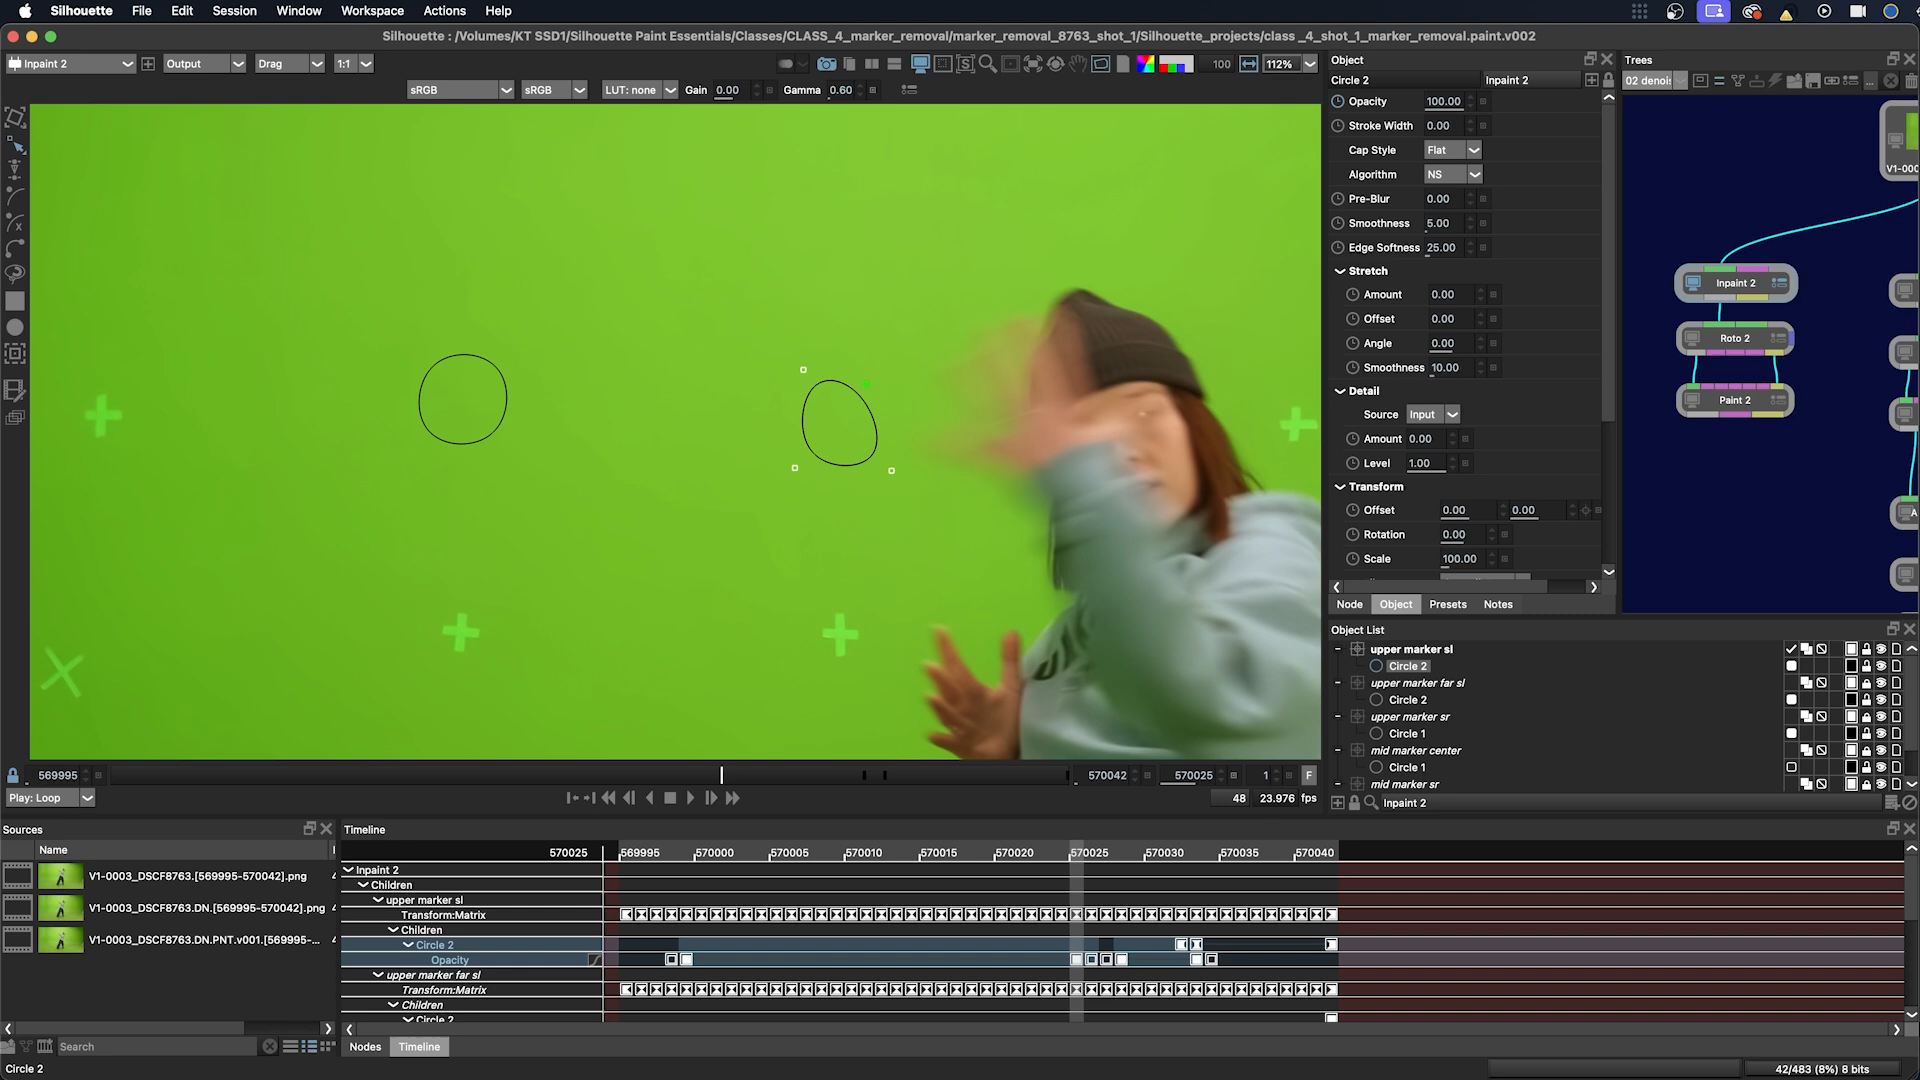 Silhouette File Edit Session Window Workspace Actions Help
Silhouette : /Volumes/KT SSD1/Silhouette Paint Essentials/Classes/CLASS_4_marker_removal/marker_removal_8763_shot_1/Silhouette_projects/class _4_shot_1_marker_removal.paint.v002
Inpaint 2 Output Drag 1:1 100 112%
sRGB sRGB LUT: none Gain 0.00 Gamma 0.60
Object
Circle 2 Inpaint 2
Opacity 100.00
Stroke Width 0.00
Cap Style Flat
Algorithm NS
Pre-Blur 0.00
Smoothness 5.00
Edge Softness 25.00
Stretch
Amount 0.00
Offset 0.00
Angle 0.00
Smoothness 10.00
Detail
Source Input
Amount 0.00
Level 1.00
Transform
Offset 0.00 0.00
Rotation 0.00
Scale 100.00
Node Object Presets Notes
Trees
02 denoi
V1-000
Inpaint 2
Roto 2
Paint 2
A
Object List
upper marker sl
Circle 2
upper marker far sl
Circle 2
upper marker sr
Circle 1
mid marker center
Circle 1
mid marker sr
Inpaint 2
569995 570042 570025 1 F
Play: Loop 48 23.976 fps
Sources
Name
V1-0003_DSCF8763.[569995-570042].png
V1-0003_DSCF8763.DN.[569995-570042].png
V1-0003_DSCF8763.DN.PNT.v001.[569995-...
Search
Timeline
570025 569995 570000 570005 570010 570015 570020 570025 570030 570035 570040
Inpaint 2
Children
upper marker sl
Transform:Matrix
Children
Circle 2
Opacity
upper marker far sl
Transform:Matrix
Children
Circle 2
Nodes Timeline
Circle 2 42/483 (8%) 8 bits